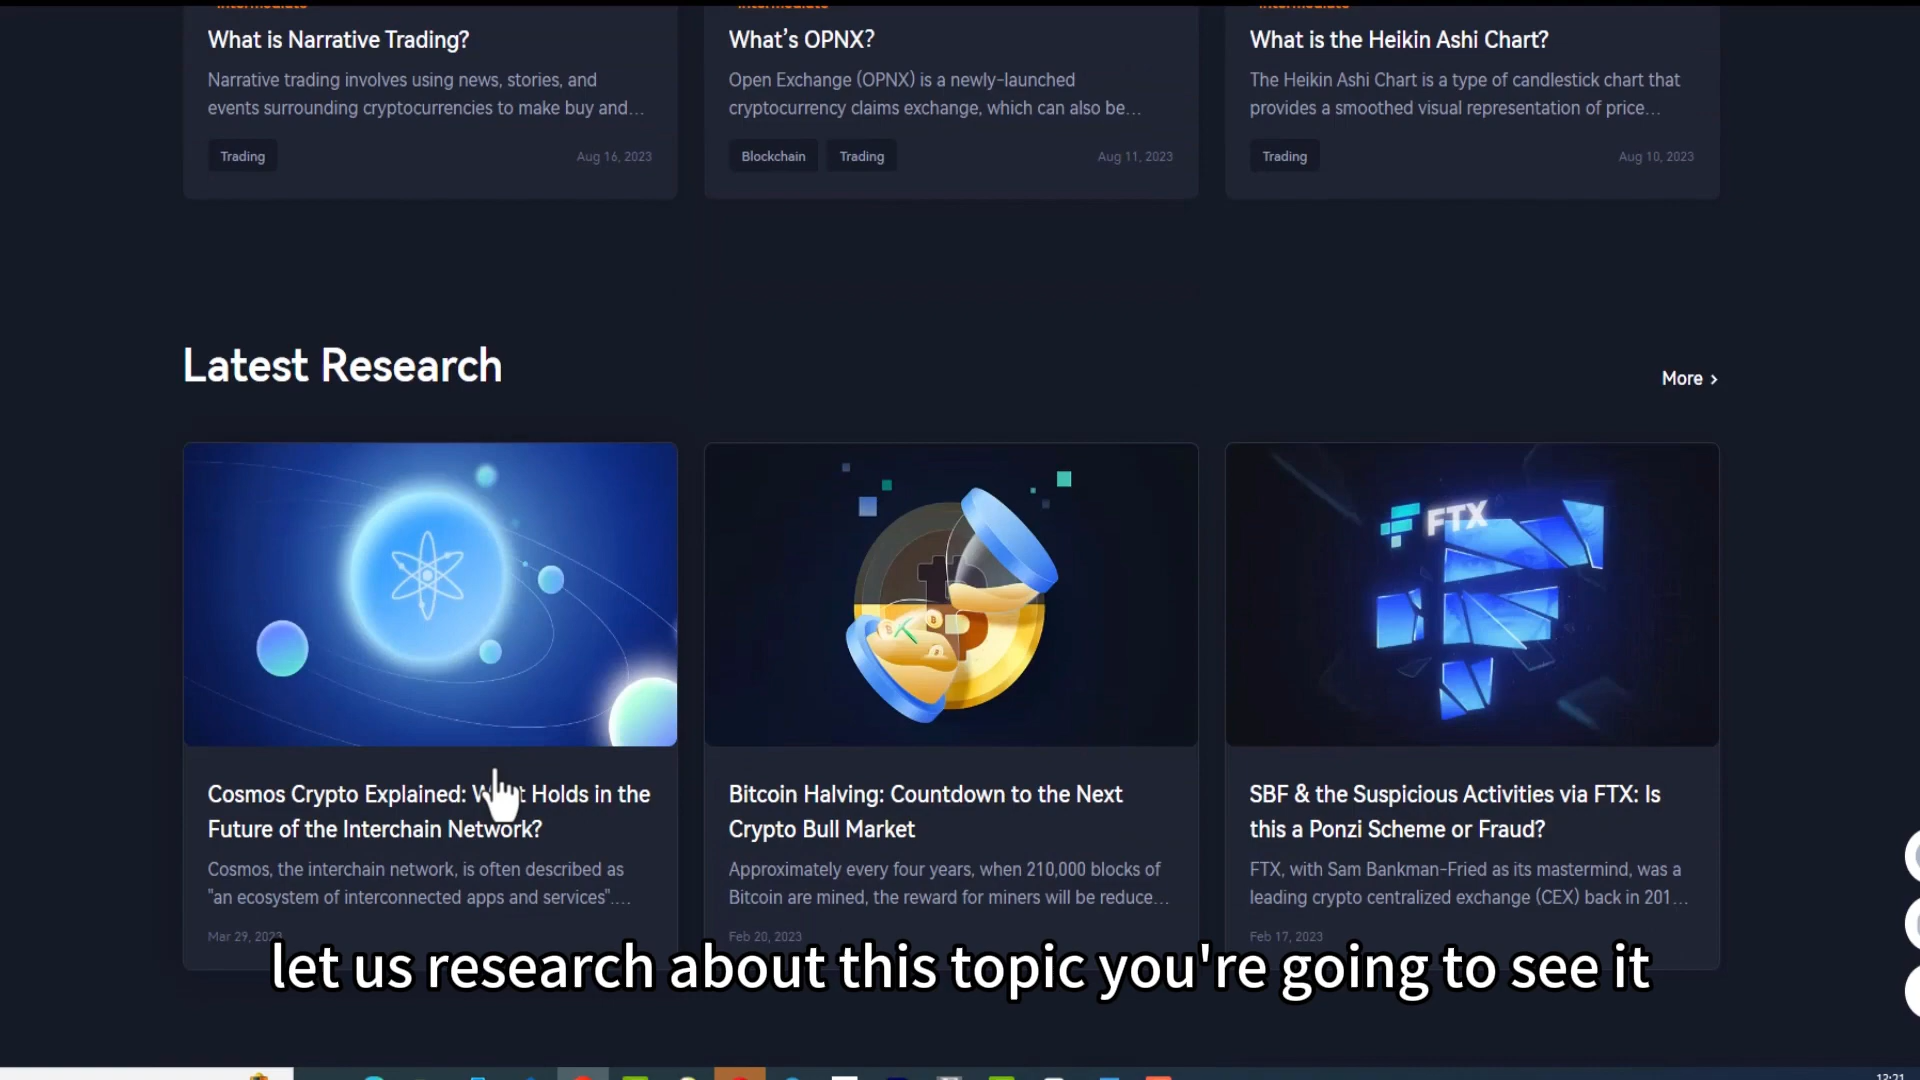 Intermediate
Intermediate
Intermediate
What is Narrative Trading?
Narrative trading involves using news, stories, and
events surrounding cryptocurrencies to make buy and...
Trading
Aug 16, 2023
What's OPNX?
Open Exchange (OPNX) is a newly-launched
cryptocurrency claims exchange, which can also be...
Blockchain
Trading
Aug 11, 2023
What is the Heikin Ashi Chart?
The Heikin Ashi Chart is a type of candlestick chart that
provides a smoothed visual representation of price...
Trading
Aug 10, 2023
Latest Research
More >
FTX
Cosmos Crypto Explained: What Holds in the
Future of the Interchain Network?
Cosmos, the interchain network, is often described as
"an ecosystem of interconnected apps and services"....
Mar 29, 2023
Bitcoin Halving: Countdown to the Next
Crypto Bull Market
Approximately every four years, when 210,000 blocks of
Bitcoin are mined, the reward for miners will be reduce...
Feb 20, 2023
SBF & the Suspicious Activities via FTX: Is
this a Ponzi Scheme or Fraud?
FTX, with Sam Bankman-Fried as its mastermind, was a
leading crypto centralized exchange (CEX) back in 201...
Feb 17, 2023
let us research about this topic you're going to see it
12:21